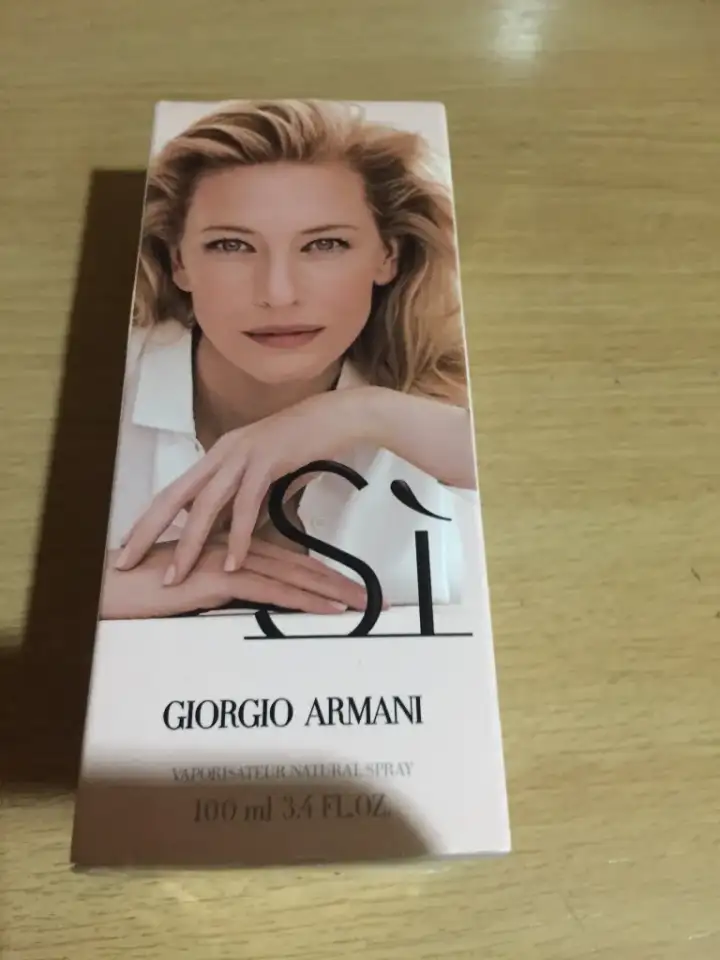 Sì
GIORGIO ARMANI
VAPORISATEUR NATURAL SPRAY
100 ml 3.4 FL.OZ.